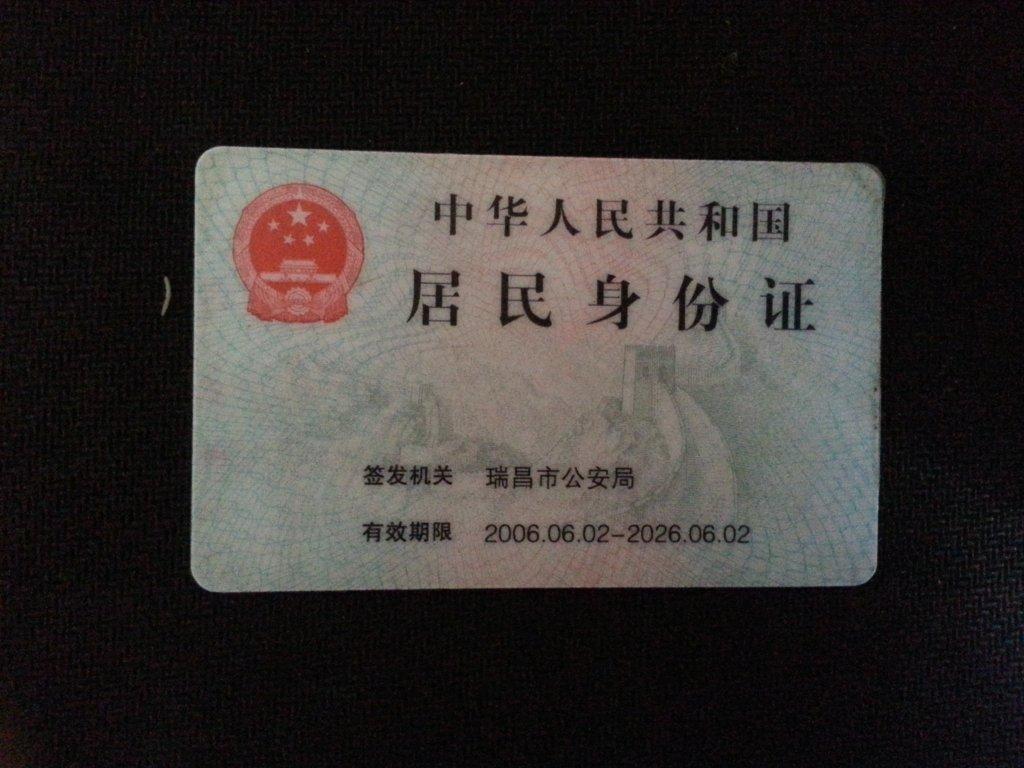 中华人民共和国
居民身份证
签发机关 瑞昌市公安局
有效期限 2006.06.02-2026.06.02